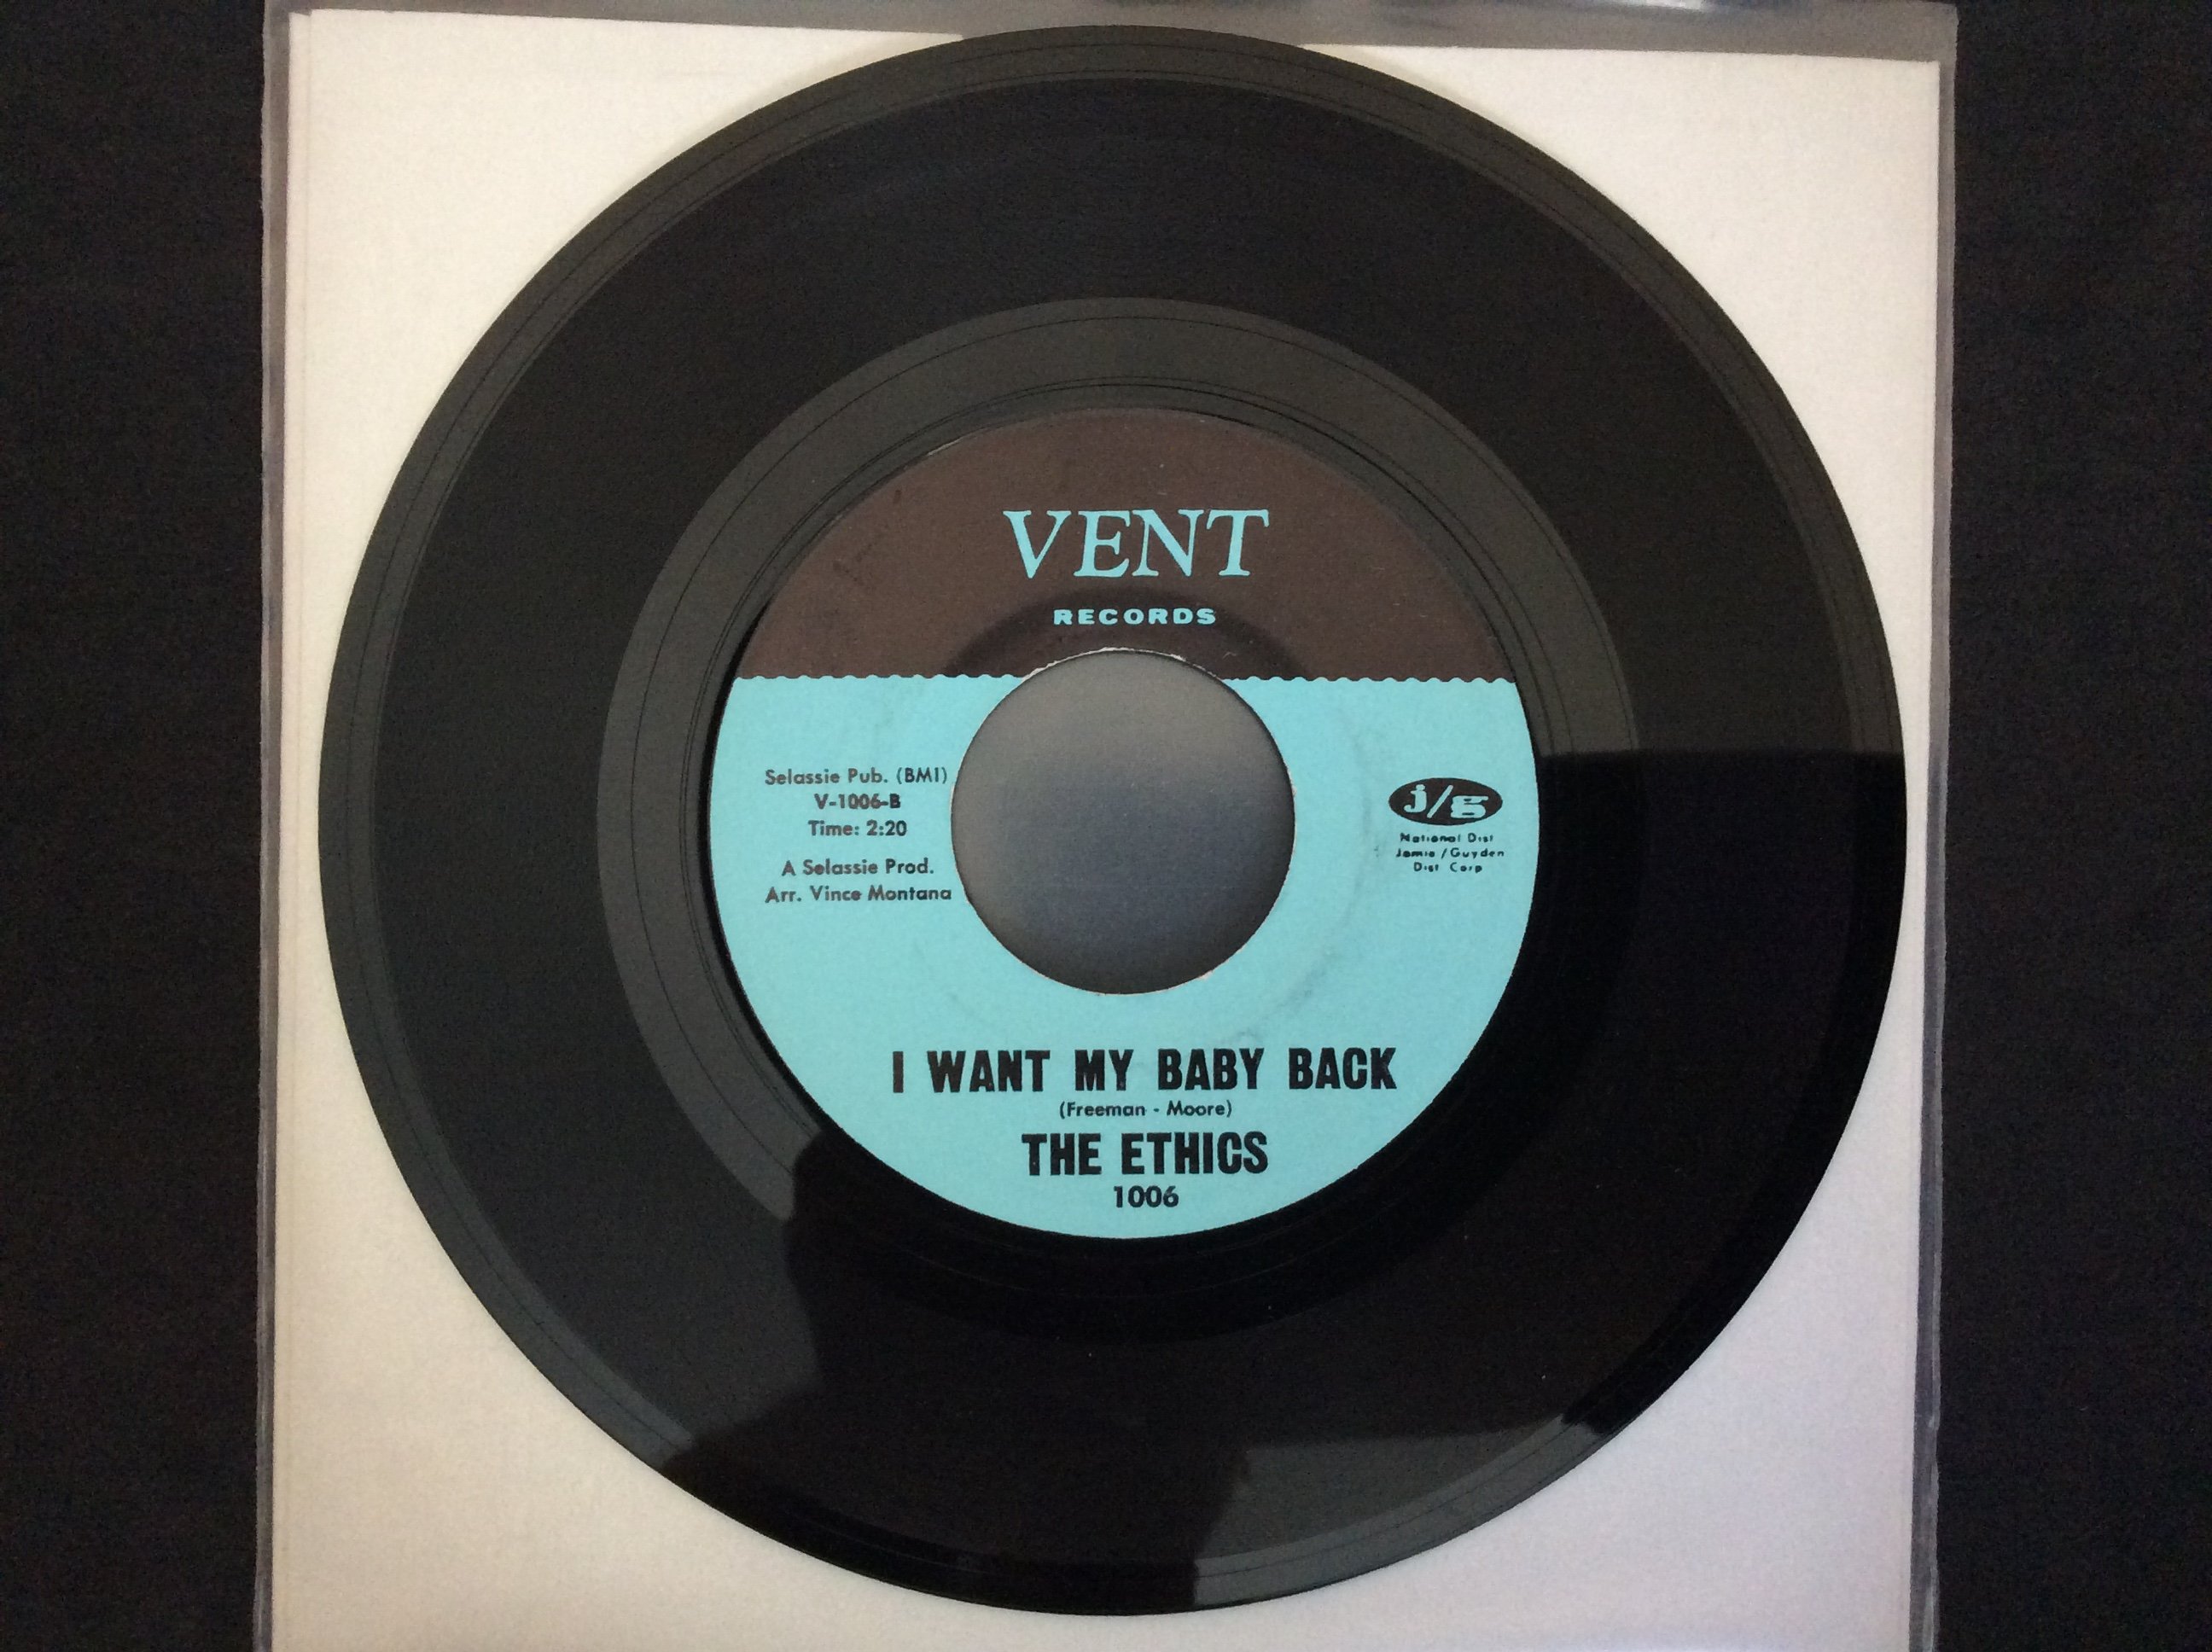 VENT
RECORDS
Selassie Pub. (BMI)
V-1006-B
Time: 2:20
A Selassie Prod.
Arr. Vince Montana
j/g
National Dist
Jamie/Guyden
Dist Corp
I WANT MY BABY BACK
(Freeman - Moore)
THE ETHICS
1006